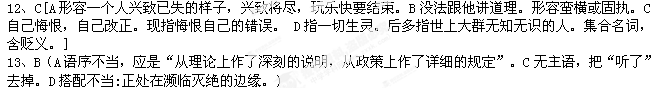 12、C[A形容一个人兴致已失的样子，兴致将尽，玩乐快要结束。B没法跟他讲道理。形容蛮横或固执。C
自己悔恨，自己改正。现指悔恨自己的错误。 D指一切生灵。后多指世上大群无知无识的人。集合名词，
含贬义。]
13、B（A语序不当，应是“从理论上作了深刻的说明，从政策上作了详细的规定”。C无主语，把“听了”
去掉。D搭配不当:正处在濒临灭绝的边缘。）